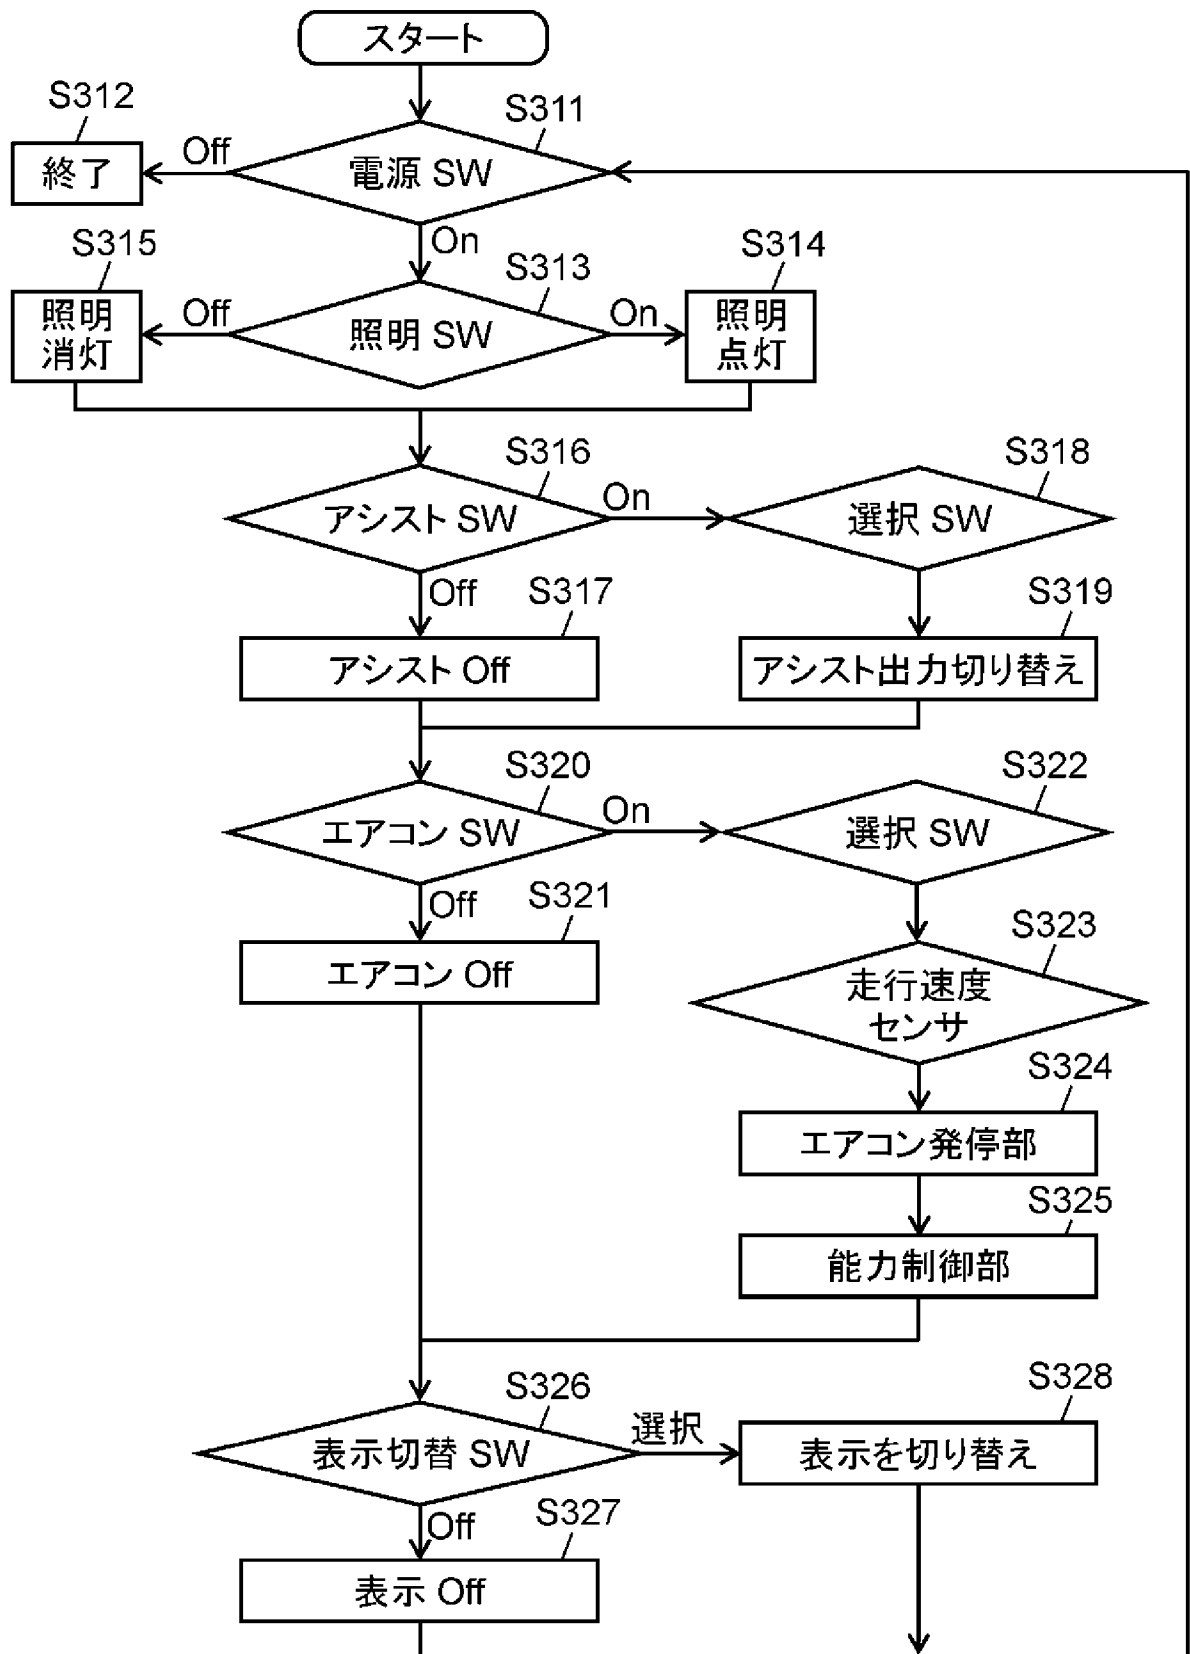 スタート
S312
S311
Off
終了
電源 SW
On
S315
S313
S314
照明
消灯
Off
照明 SW
On
照明
点灯
S316
S318
アシスト SW
On
選択 SW
Off
S317
S319
アシスト Off
アシスト出力切り替え
S320
S322
エアコン SW
On
選択 SW
Off
S321
S323
エアコン Off
走行速度
センサ
S324
エアコン発停部
S325
能力制御部
S326
S328
表示切替 SW
選択
表示を切り替え
Off
S327
表示 Off